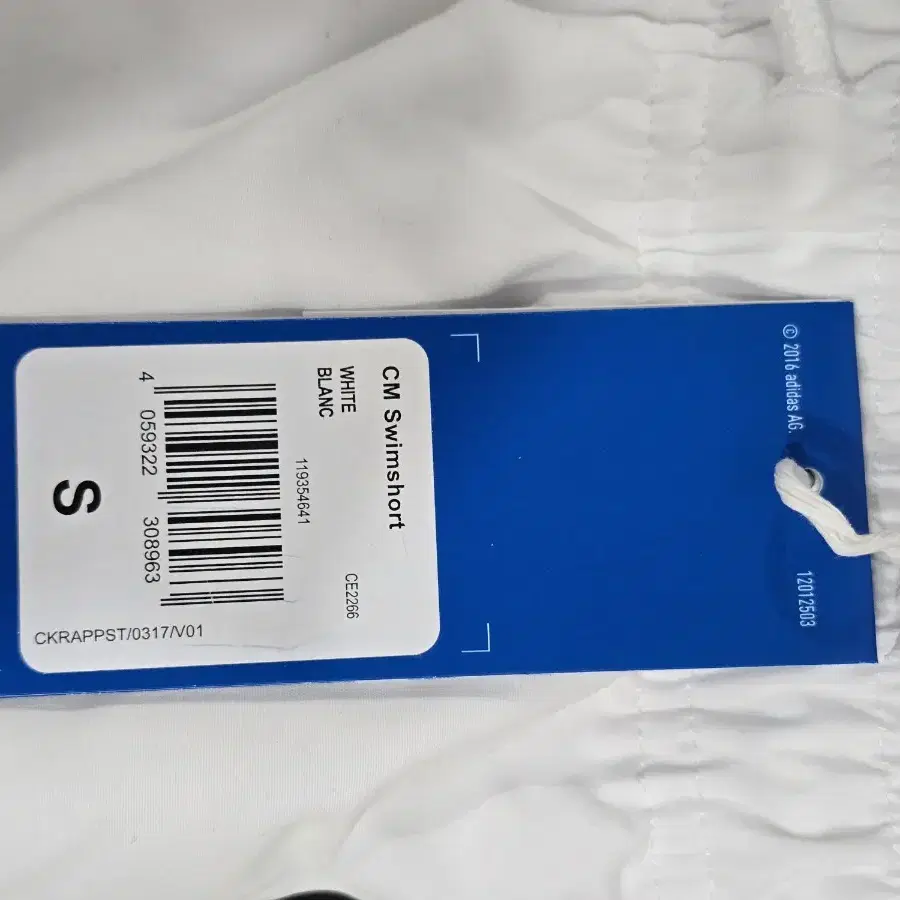 © 2016 adidas AG.
12012503
CM Swimshort
WHITE
BLANC
CE2266
119354641
4 059322 308963
S
CKRAPPST/0317/V01